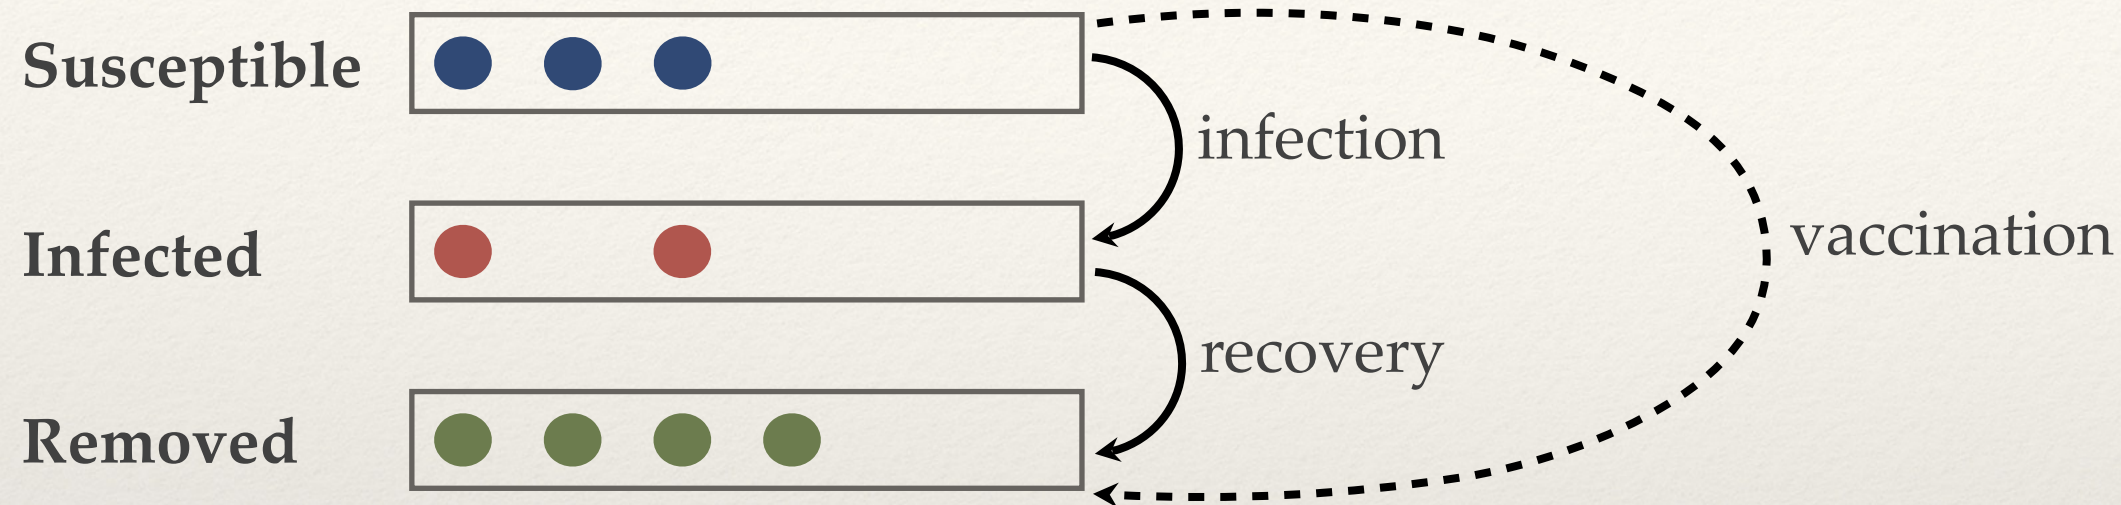 Susceptible
infection
vaccination
Infected
recovery
Removed